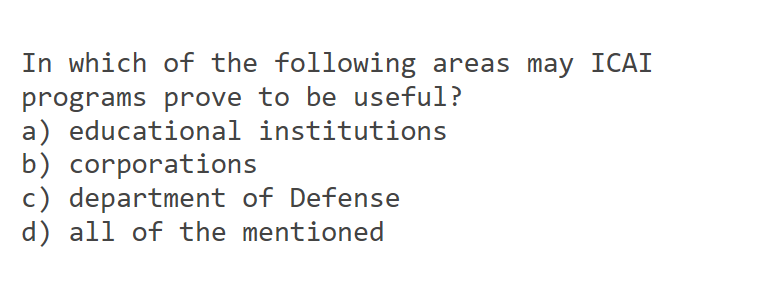 In which of the following areas may ICAI
programs prove to be useful?
a) educational institutions
b) corporations
c) department of Defense
d) all of the mentioned